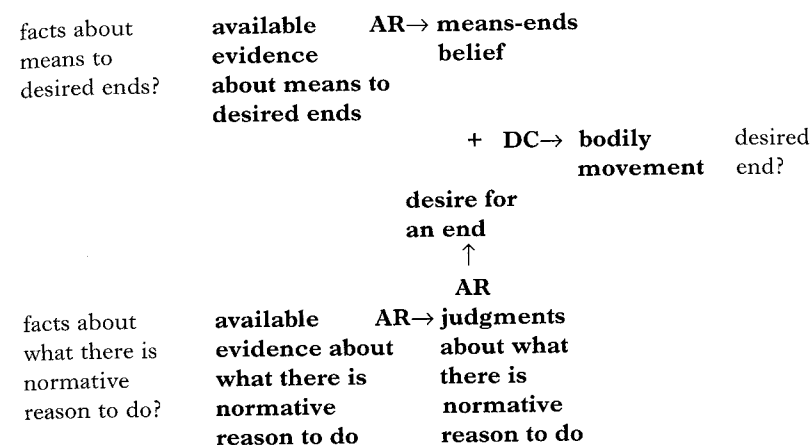 facts about available AR→ means-ends
means to evidence belief
desired ends? about means to
desired ends
+ DC→ bodily desired
movement end?
desire for
an end
↑
AR
facts about available AR→ judgments
what there is evidence about about what
normative what there is there is
reason to do? normative normative
reason to do reason to do